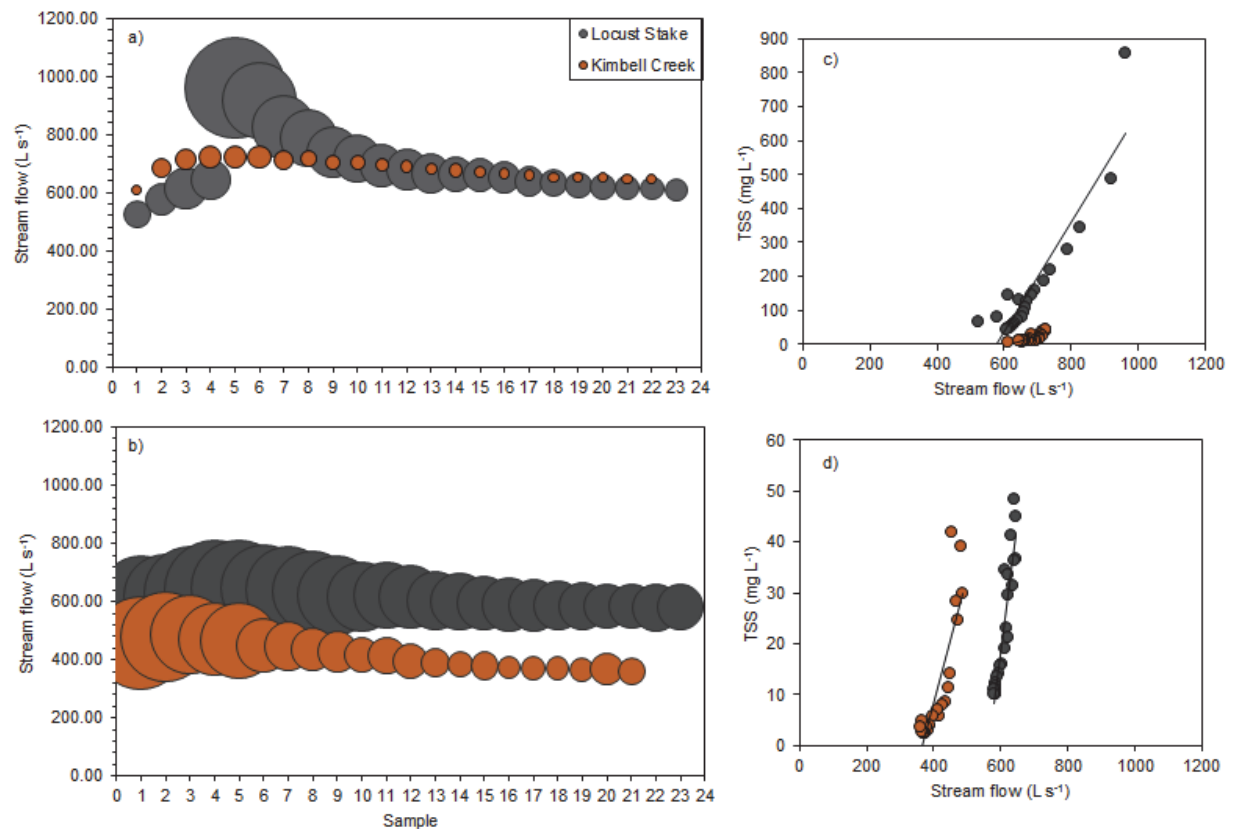 a)
Locust Stake
Kimbell Creek
Stream flow (L s⁻¹)
1200.00
1000.00
800.00
600.00
400.00
200.00
0.00
0 1 2 3 4 5 6 7 8 9 10 11 12 13 14 15 16 17 18 19 20 21 22 23 24
c)
TSS (mg L⁻¹)
900
800
700
600
500
400
300
200
100
0
0 200 400 600 800 1000 1200
Stream flow (L s⁻¹)
b)
Stream flow (L s⁻¹)
1200.00
1000.00
800.00
600.00
400.00
200.00
0.00
0 1 2 3 4 5 6 7 8 9 10 11 12 13 14 15 16 17 18 19 20 21 22 23 24
Sample
d)
TSS (mg L⁻¹)
60
50
40
30
20
10
0
0 200 400 600 800 1000 1200
Stream flow (L s⁻¹)